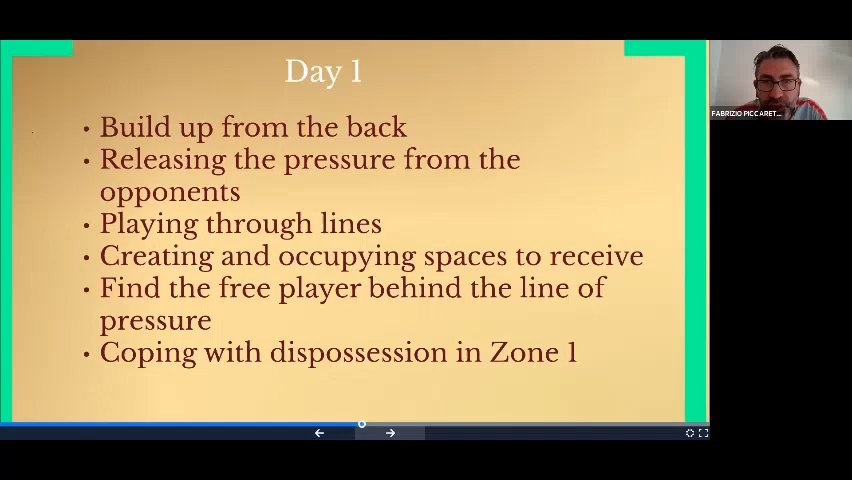 Day 1
• Build up from the back
• Releasing the pressure from the
opponents
• Playing through lines
• Creating and occupying spaces to receive
• Find the free player behind the line of
pressure
• Coping with dispossession in Zone 1
FABRIZIO PICCARET...